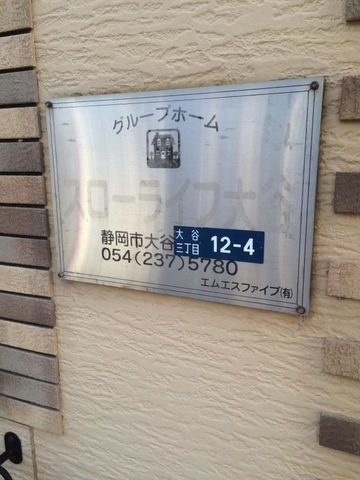 グループホーム
スローライフ大谷
静岡市大谷 大谷三丁目 12-4
054(237)5780
エムエスファイブ(有)